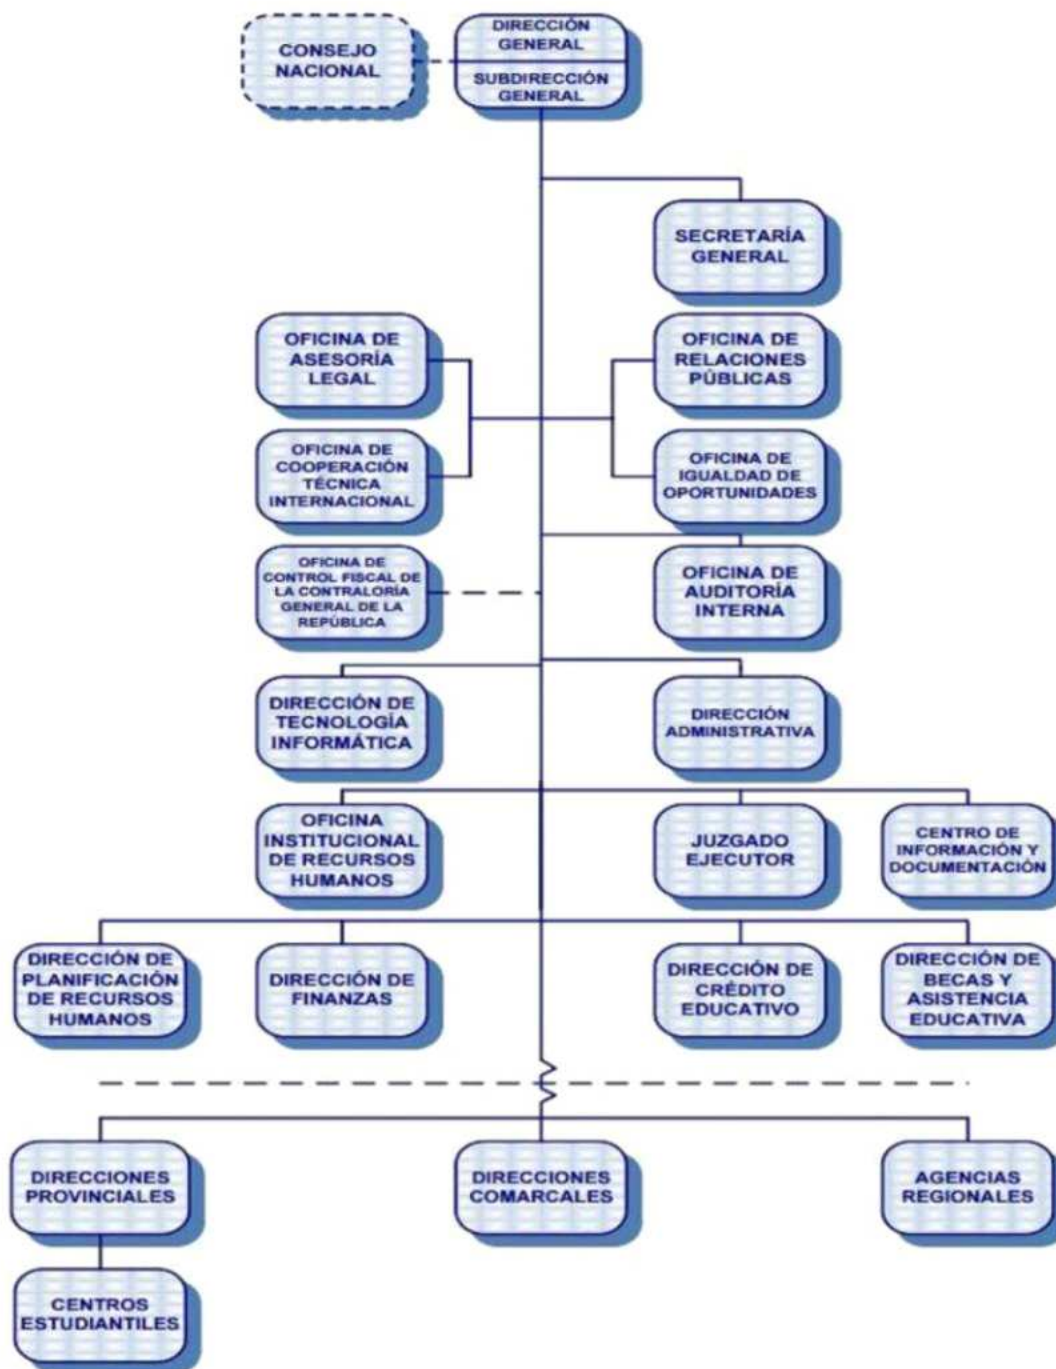 CONSEJO
NACIONAL
DIRECCIÓN
GENERAL
SUBDIRECCIÓN
GENERAL
SECRETARÍA
GENERAL
OFICINA DE
ASESORÍA
LEGAL
OFICINA DE
RELACIONES
PÚBLICAS
OFICINA DE
COOPERACIÓN
TÉCNICA
INTERNACIONAL
OFICINA DE
IGUALDAD DE
OPORTUNIDADES
OFICINA DE
CONTROL FISCAL DE
LA CONTRALORÍA
GENERAL DE LA
REPÚBLICA
OFICINA DE
AUDITORÍA
INTERNA
DIRECCIÓN DE
TECNOLOGÍA
INFORMÁTICA
DIRECCIÓN
ADMINISTRATIVA
OFICINA
INSTITUCIONAL
DE RECURSOS
HUMANOS
JUZGADO
EJECUTOR
CENTRO DE
INFORMACIÓN Y
DOCUMENTACIÓN
DIRECCIÓN DE
PLANIFICACIÓN
DE RECURSOS
HUMANOS
DIRECCIÓN DE
FINANZAS
DIRECCIÓN DE
CRÉDITO
EDUCATIVO
DIRECCIÓN DE
BECAS Y
ASISTENCIA
EDUCATIVA
DIRECCIONES
PROVINCIALES
DIRECCIONES
COMARCALES
AGENCIAS
REGIONALES
CENTROS
ESTUDIANTILES